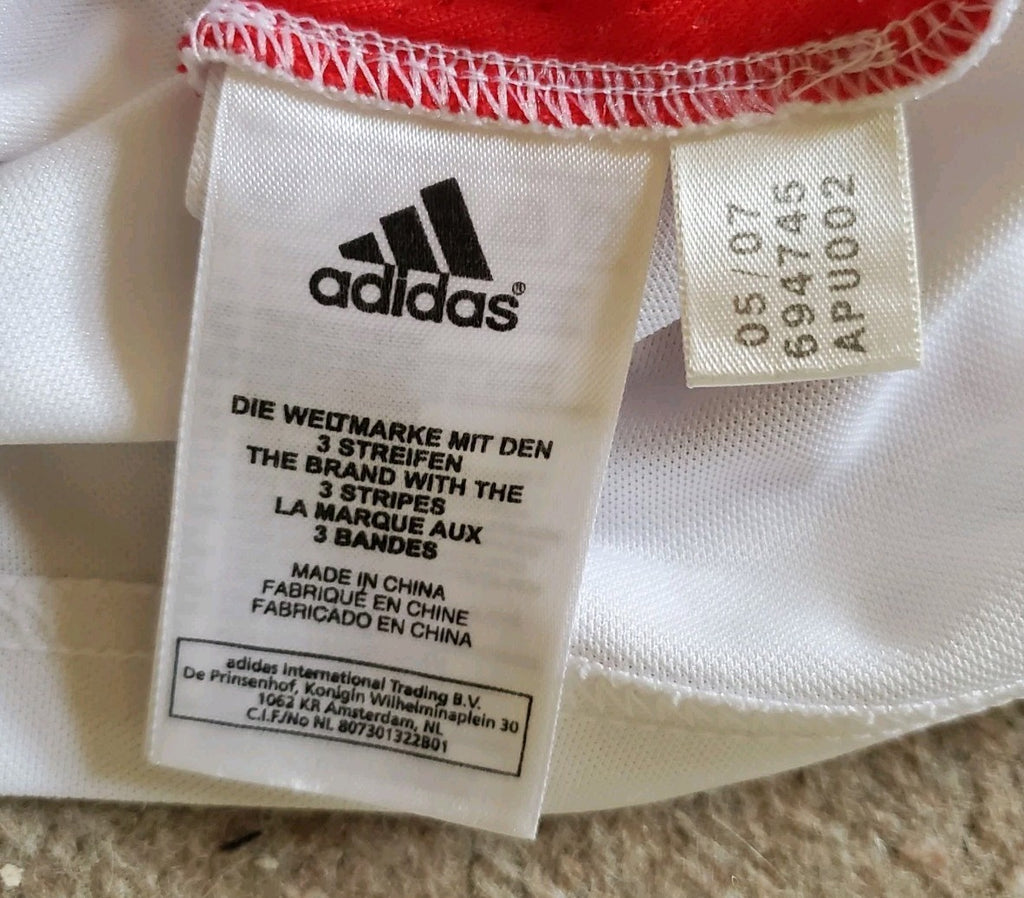 adidas®
DIE WELTMARKE MIT DEN
3 STREIFEN
THE BRAND WITH THE
3 STRIPES
LA MARQUE AUX
3 BANDES
MADE IN CHINA
FABRIQUÉ EN CHINE
FABRICADO EN CHINA
adidas International Trading B.V.
De Prinsenhof, Konigin Wilhelminaplein 30
1062 KR Amsterdam, NL
C.I.F./No NL 807301322B01
05/07
694745
APU002